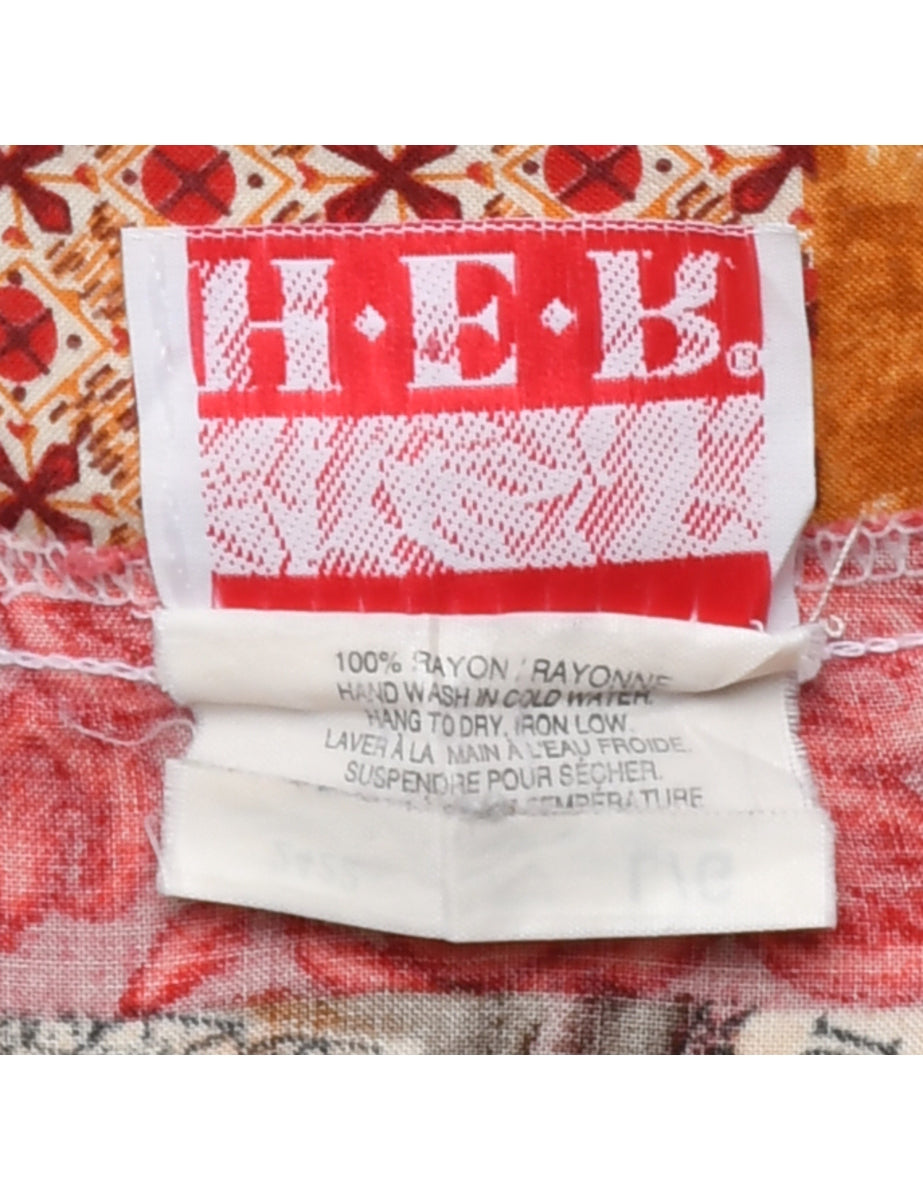 H·E·B®
100% RAYON / RAYONNE
HAND WASH IN COLD WATER.
HANG TO DRY, IRON LOW.
LAVER À LA MAIN À L'EAU FROIDE.
SUSPENDRE POUR SÉCHER.
TEMPÉRATURE
L/G